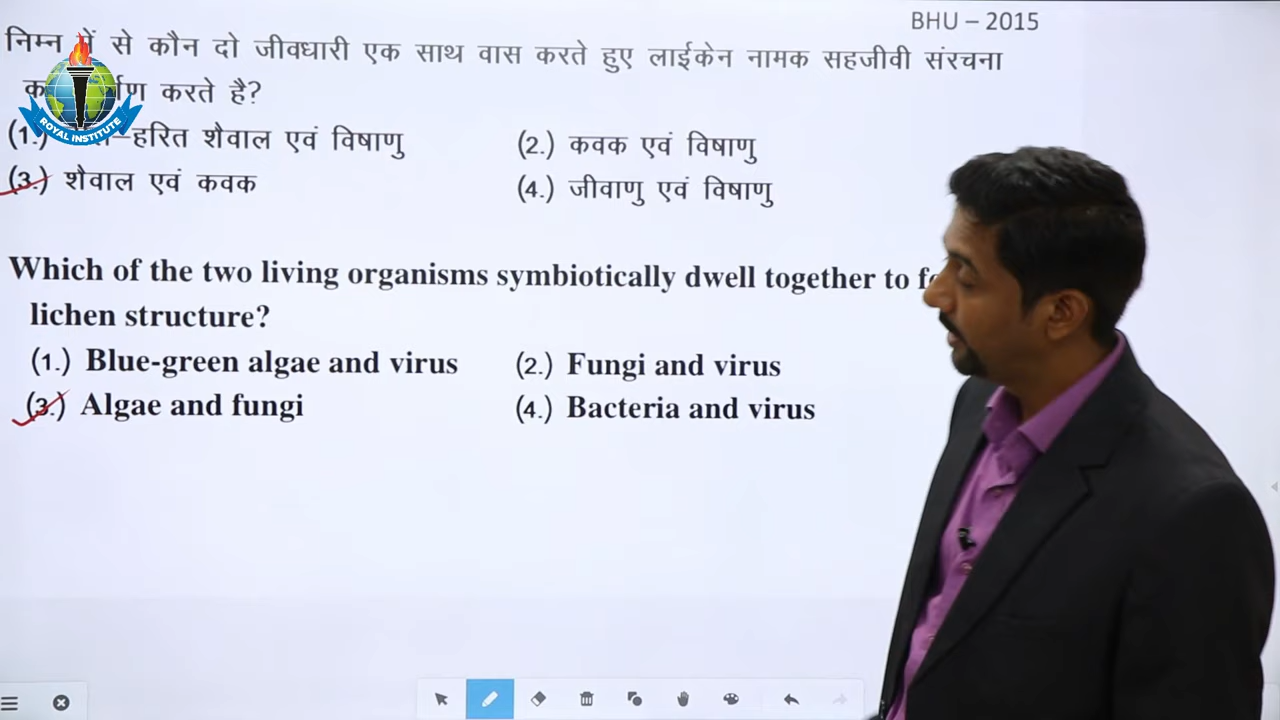 BHU – 2015
निम्न में से कौन दो जीवधारी एक साथ वास करते हुए लाईकेन नामक सहजीवी संरचना
करते है?
हरित शैवाल एवं विषाणु
(2.) कवक एवं विषाणु
(3.) शैवाल एवं कवक
(4.) जीवाणु एवं विषाणु
ROYAL INSTITUTE
Which of the two living organisms symbiotically dwell together to
lichen structure?
(1.) Blue-green algae and virus
(2.) Fungi and virus
(3.) Algae and fungi
(4.) Bacteria and virus